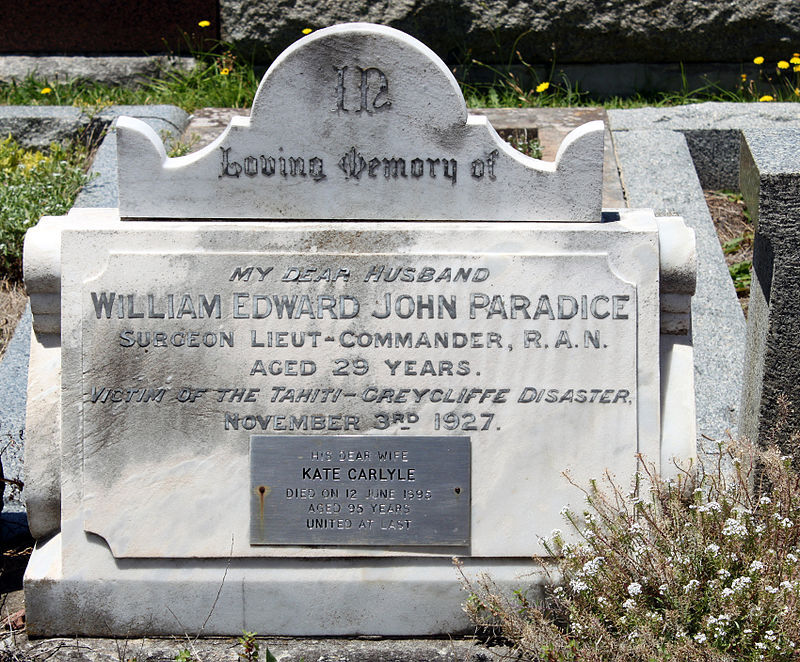 In
Loving Memory of
MY DEAR HUSBAND
WILLIAM EDWARD JOHN PARADICE
SURGEON LIEUT-COMMANDER, R.A.N.
AGED 29 YEARS.
VICTIM OF THE TAHITI-GREYCLIFFE DISASTER,
NOVEMBER 3RD 1927.
HIS DEAR WIFE
KATE CARLYLE
DIED ON 12 JUNE 1995
AGED 95 YEARS
UNITED AT LAST